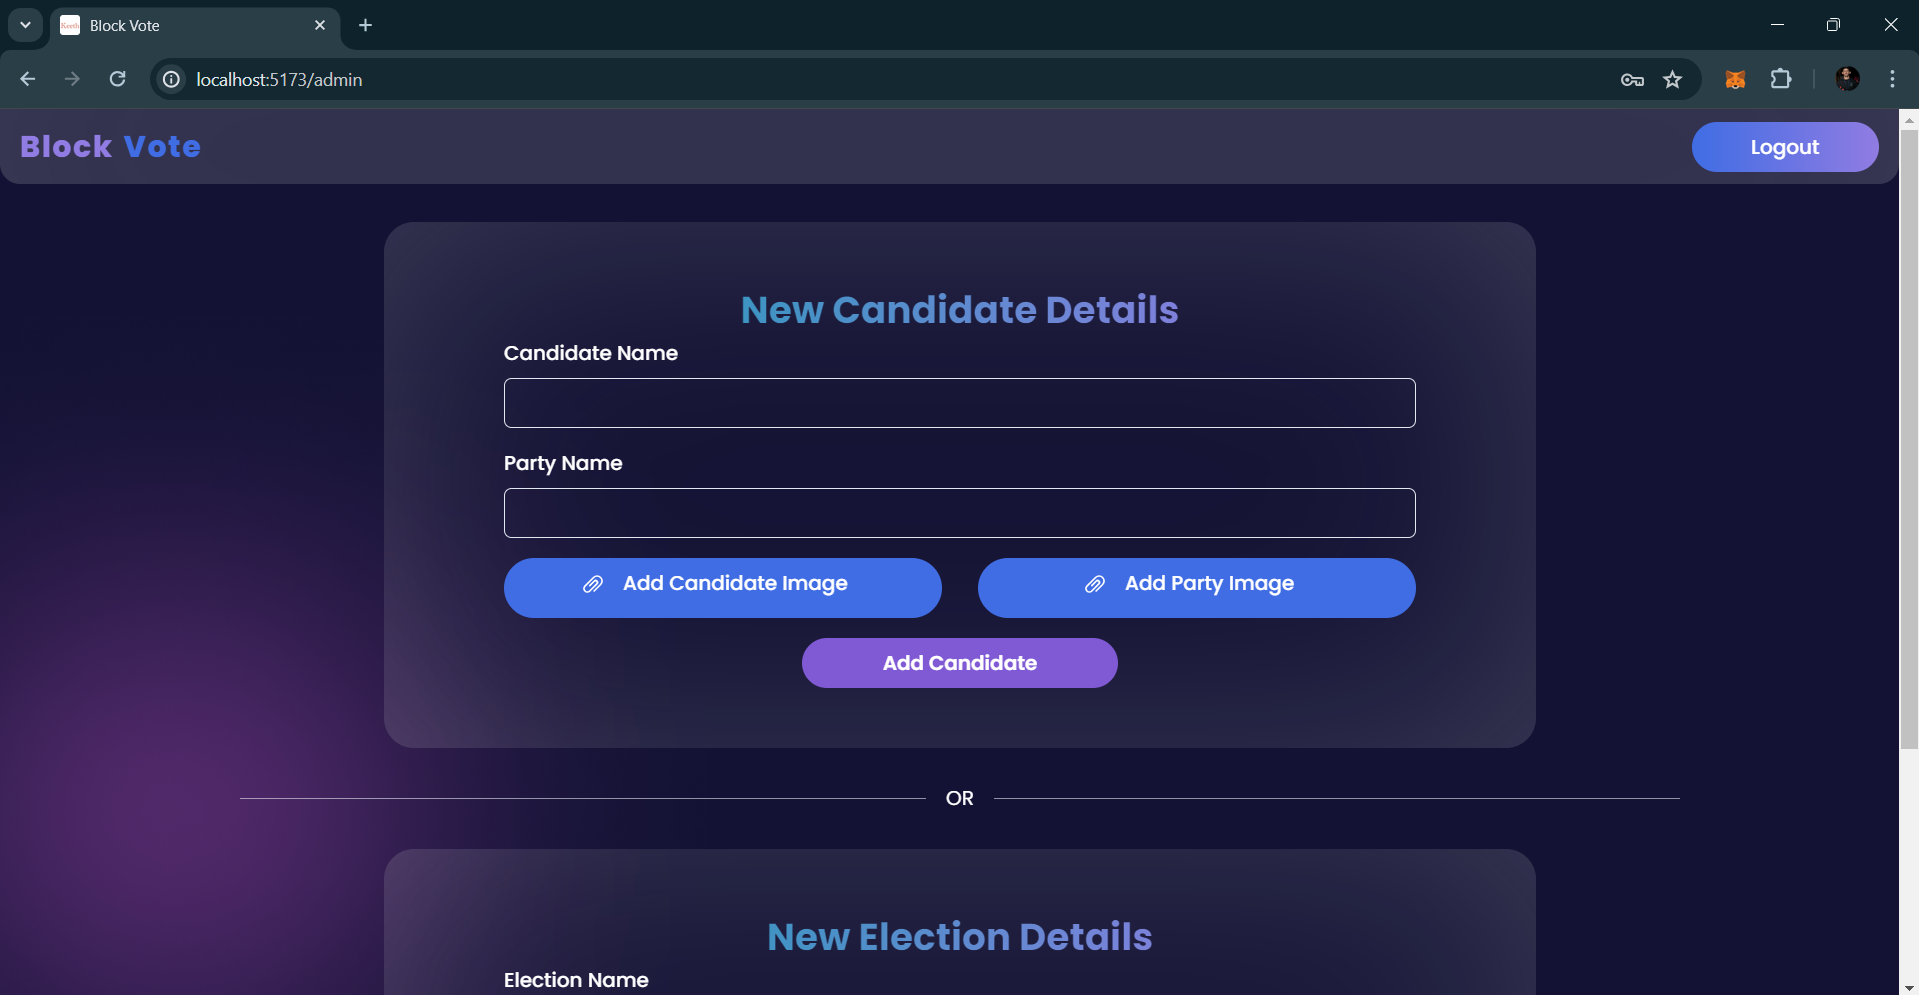 Block Vote
localhost:5173/admin
Block Vote
Logout
New Candidate Details
Candidate Name
Party Name
Add Candidate Image
Add Party Image
Add Candidate
OR
New Election Details
Election Name